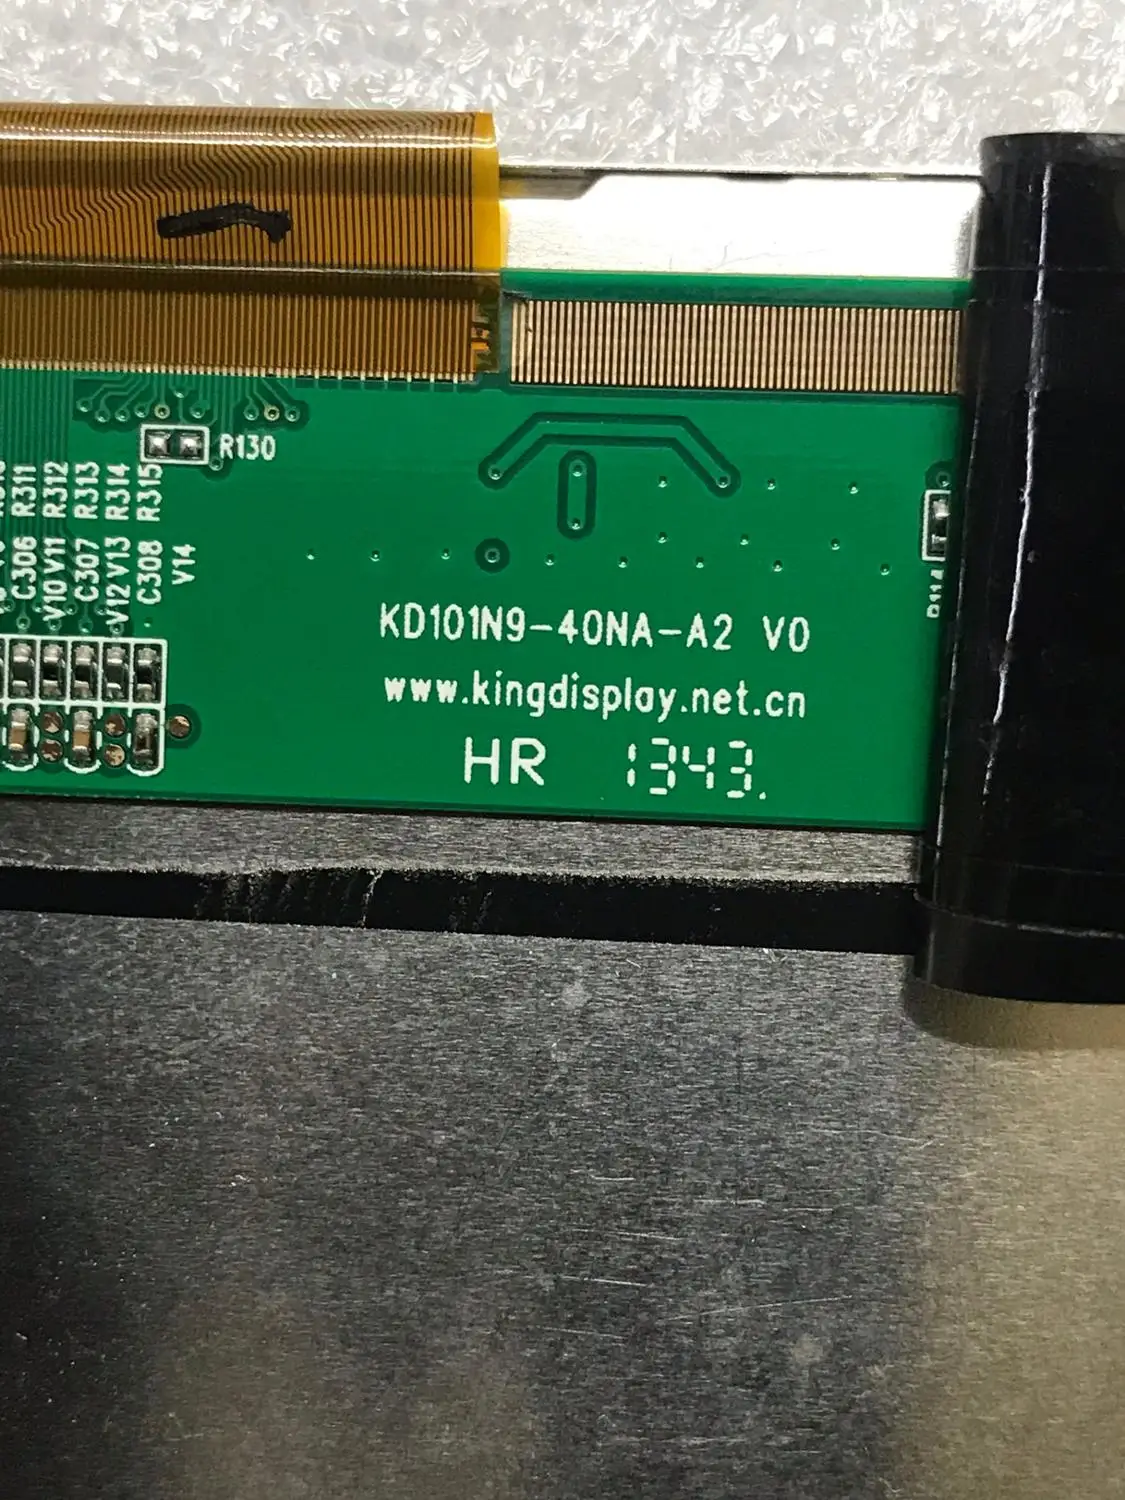 R130
C306 R311
V10 V11 R312
C307 R313
V12 V13 R314
C308 R315
V14
D114
KD101N9-40NA-A2 V0
www.kingdisplay.net.cn
HR 1343.